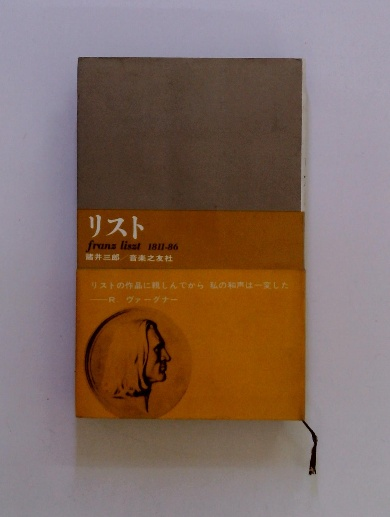 リスト
franz liszt 1811-86
諸井三郎／音楽之友社
リストの作品に親しんでから 私の和声は一変した
——R. ヴァーグナー